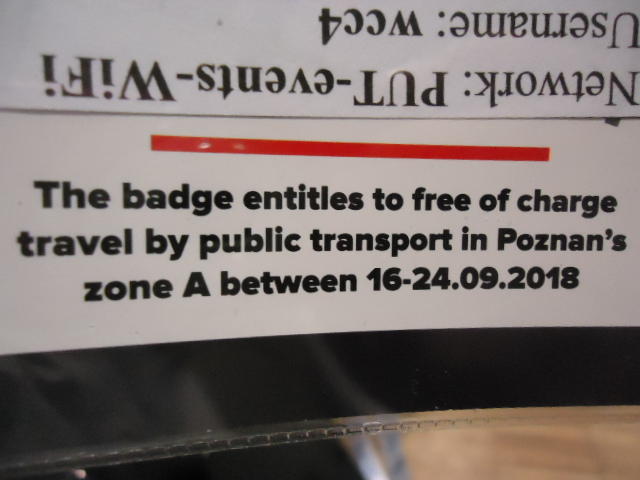 Username: wcc4
Network: PUT-events-WiFi
The badge entitles to free of charge
travel by public transport in Poznan's
zone A between 16-24.09.2018